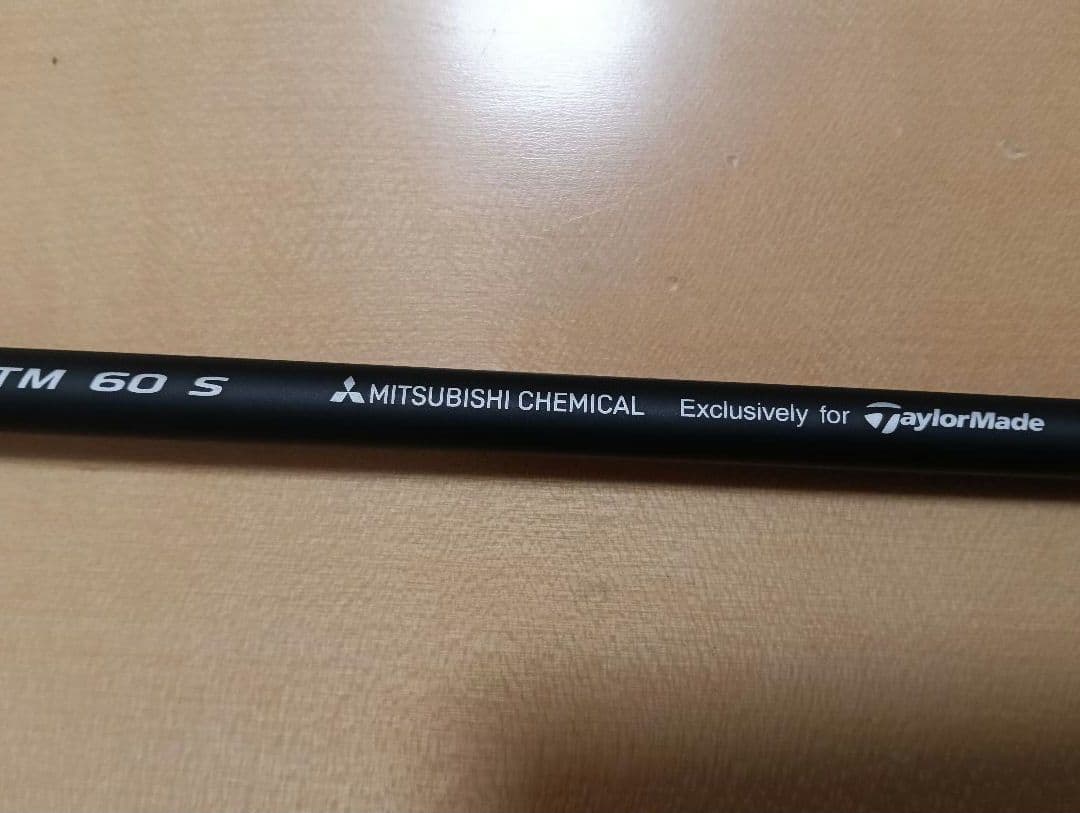 TM 60 S MITSUBISHI CHEMICAL Exclusively for TaylorMade